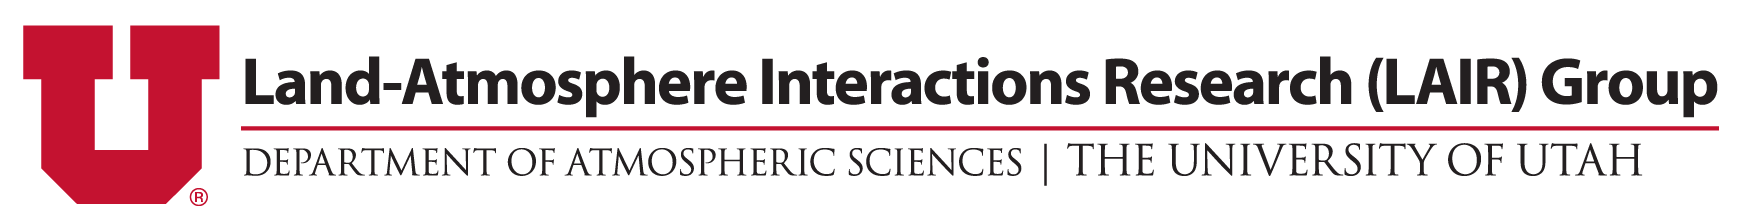 U®
Land-Atmosphere Interactions Research (LAIR) Group
DEPARTMENT OF ATMOSPHERIC SCIENCES | THE UNIVERSITY OF UTAH